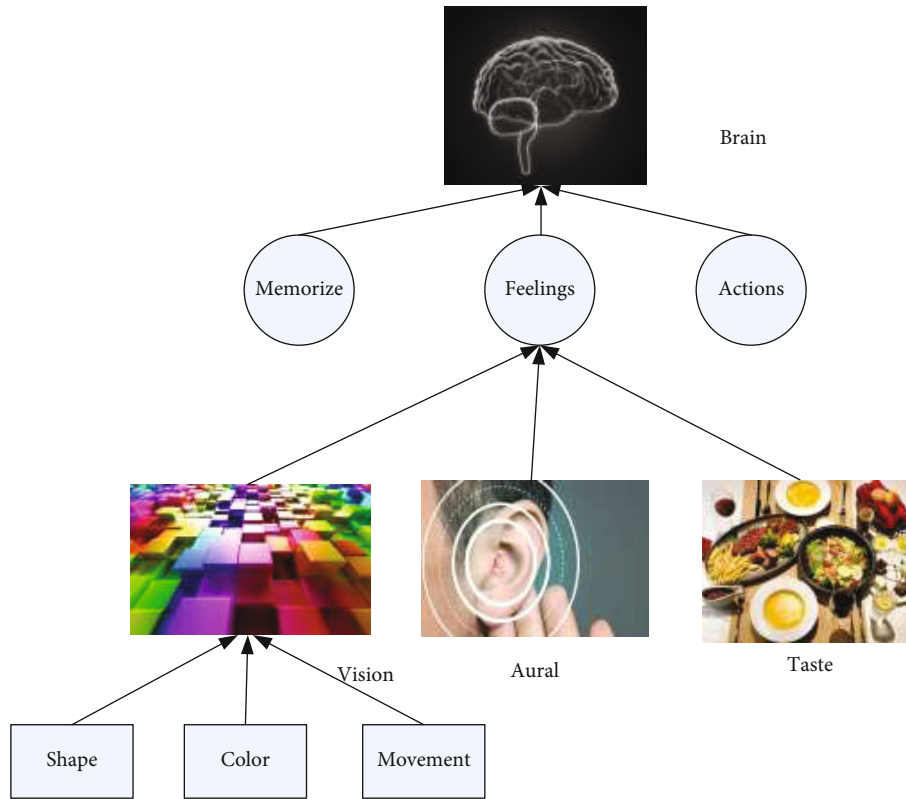 Brain
Memorize
Feelings
Actions
Vision
Aural
Taste
Shape
Color
Movement